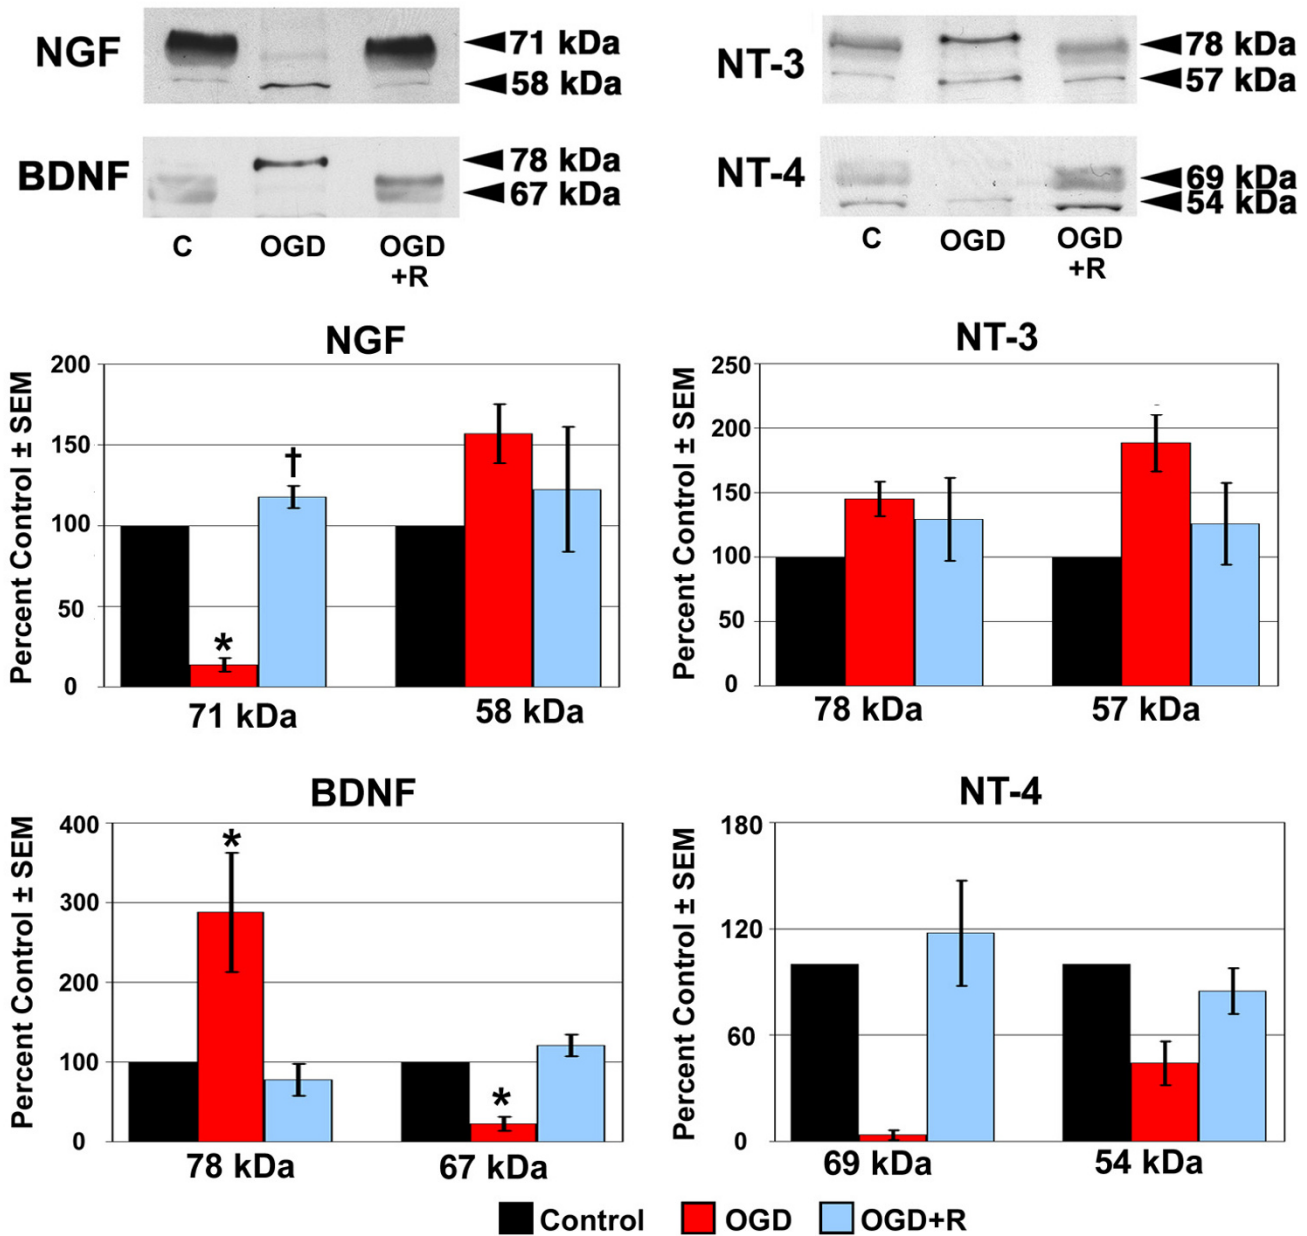 NGF
71 kDa
58 kDa
BDNF
78 kDa
67 kDa
C
OGD
OGD
+R
NT-3
78 kDa
57 kDa
NT-4
69 kDa
54 kDa
C
OGD
OGD
+R
NGF
Percent Control ± SEM
200
150
100
50
0
*
†
71 kDa
58 kDa
NT-3
Percent Control ± SEM
250
200
150
100
50
0
78 kDa
57 kDa
BDNF
Percent Control ± SEM
400
300
200
100
0
*
*
78 kDa
67 kDa
NT-4
Percent Control ± SEM
180
120
60
0
69 kDa
54 kDa
Control
OGD
OGD+R